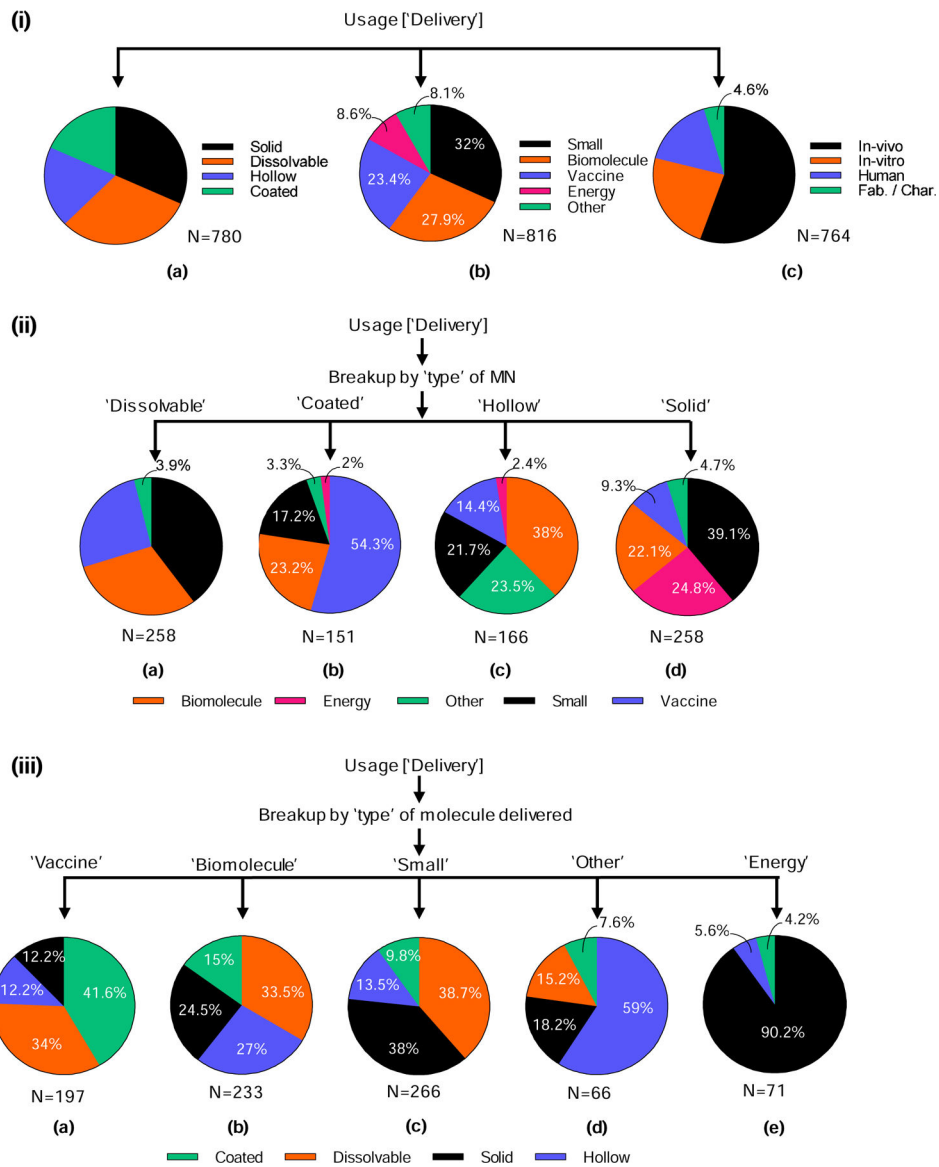 (i)
Usage ['Delivery']
Solid
Dissolvable
Hollow
Coated
N=780
(a)
8.6%
8.1%
32%
23.4%
27.9%
Small
Biomolecule
Vaccine
Energy
Other
N=816
(b)
4.6%
In-vivo
In-vitro
Human
Fab. / Char.
N=764
(c)
(ii)
Usage ['Delivery']
Breakup by 'type' of MN
'Dissolvable' 'Coated' 'Hollow' 'Solid'
3.9%
N=258
(a)
3.3%
2%
17.2%
54.3%
23.2%
N=151
(b)
2.4%
14.4%
38%
21.7%
23.5%
N=166
(c)
9.3%
4.7%
39.1%
22.1%
24.8%
N=258
(d)
Biomolecule Energy Other Small Vaccine
(iii)
Usage ['Delivery']
Breakup by 'type' of molecule delivered
'Vaccine' 'Biomolecule' 'Small' 'Other' 'Energy'
12.2%
12.2%
41.6%
34%
N=197
(a)
15%
33.5%
24.5%
27%
N=233
(b)
9.8%
13.5%
38.7%
38%
N=266
(c)
7.6%
15.2%
59%
18.2%
N=66
(d)
5.6%
4.2%
90.2%
N=71
(e)
Coated Dissolvable Solid Hollow